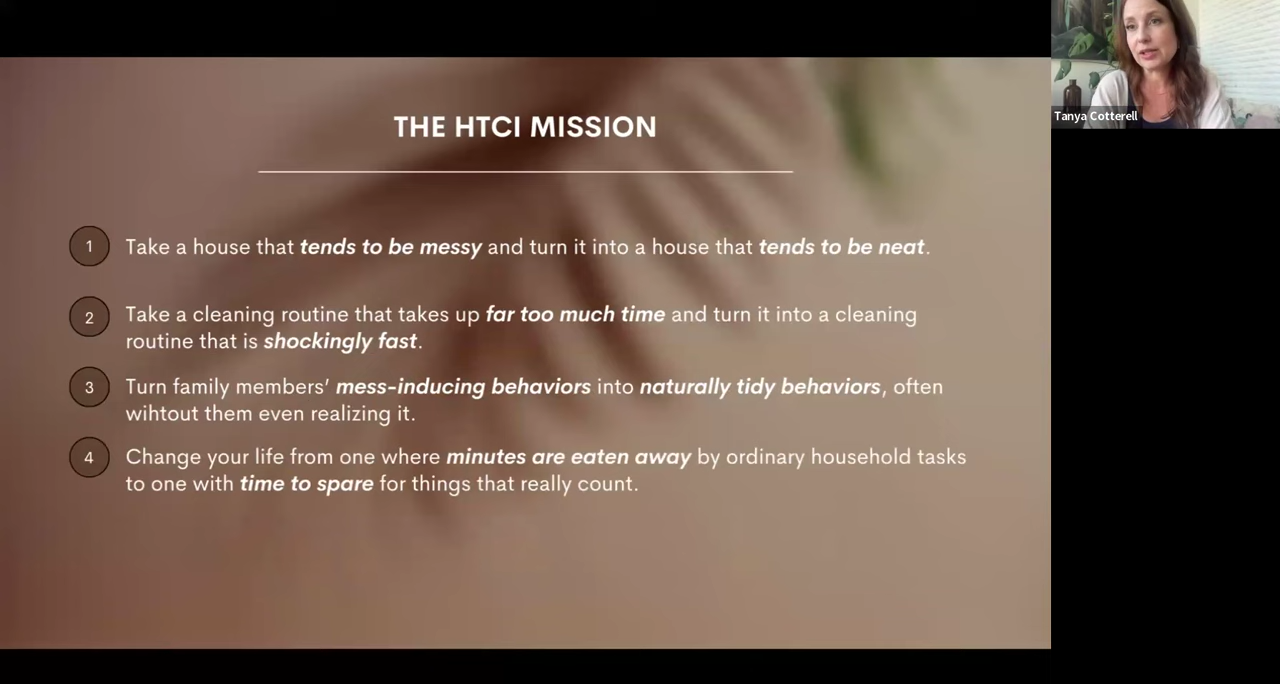 THE HTCI MISSION
1
Take a house that tends to be messy and turn it into a house that tends to be neat.
2
Take a cleaning routine that takes up far too much time and turn it into a cleaning
routine that is shockingly fast.
3
Turn family members’ mess-inducing behaviors into naturally tidy behaviors, often
wihtout them even realizing it.
4
Change your life from one where minutes are eaten away by ordinary household tasks
to one with time to spare for things that really count.
Tanya Cotterell